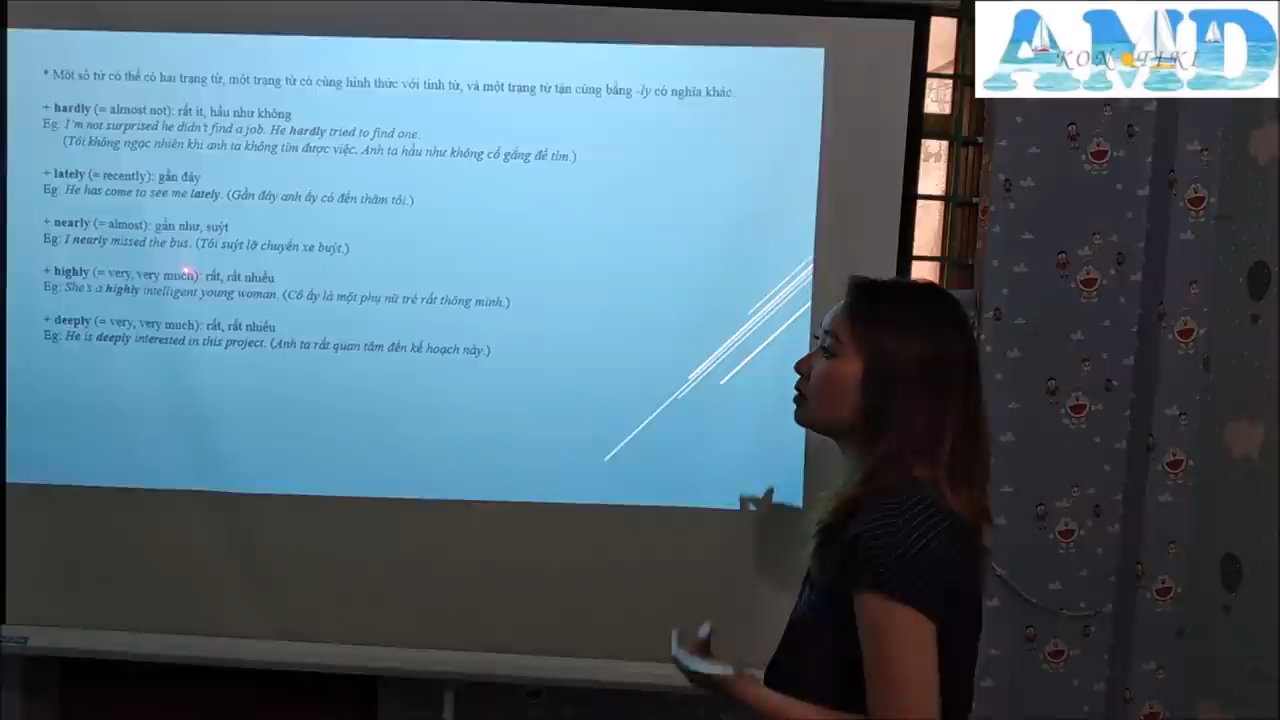 * Một số từ có thể có hai trạng từ, một trạng từ có cùng hình thức với tính từ, và một trạng từ tận cùng bằng -ly có nghĩa khác.
+ hardly (= almost not): rất ít, hầu như không
Eg: I'm not surprised he didn't find a job. He hardly tried to find one.
(Tôi không ngạc nhiên khi anh ta không tìm được việc. Anh ta hầu như không cố gắng để tìm.)
+ lately (= recently): gần đây
Eg: He has come to see me lately. (Gần đây anh ấy có đến thăm tôi.)
+ nearly (= almost): gần như, suýt
Eg: I nearly missed the bus. (Tôi suýt lỡ chuyến xe buýt.)
+ highly (= very, very much): rất, rất nhiều
Eg: She's a highly intelligent young woman. (Cô ấy là một phụ nữ trẻ rất thông minh.)
+ deeply (= very, very much): rất, rất nhiều
Eg: He is deeply interested in this project. (Anh ta rất quan tâm đến kế hoạch này.)
AMD
KON TIKI